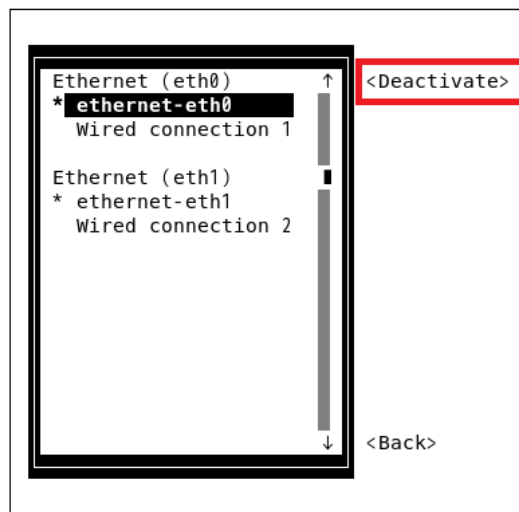 Ethernet (eth0) ↑ <Deactivate>
* ethernet-eth0
Wired connection 1
Ethernet (eth1)
* ethernet-eth1
Wired connection 2
↓ <Back>